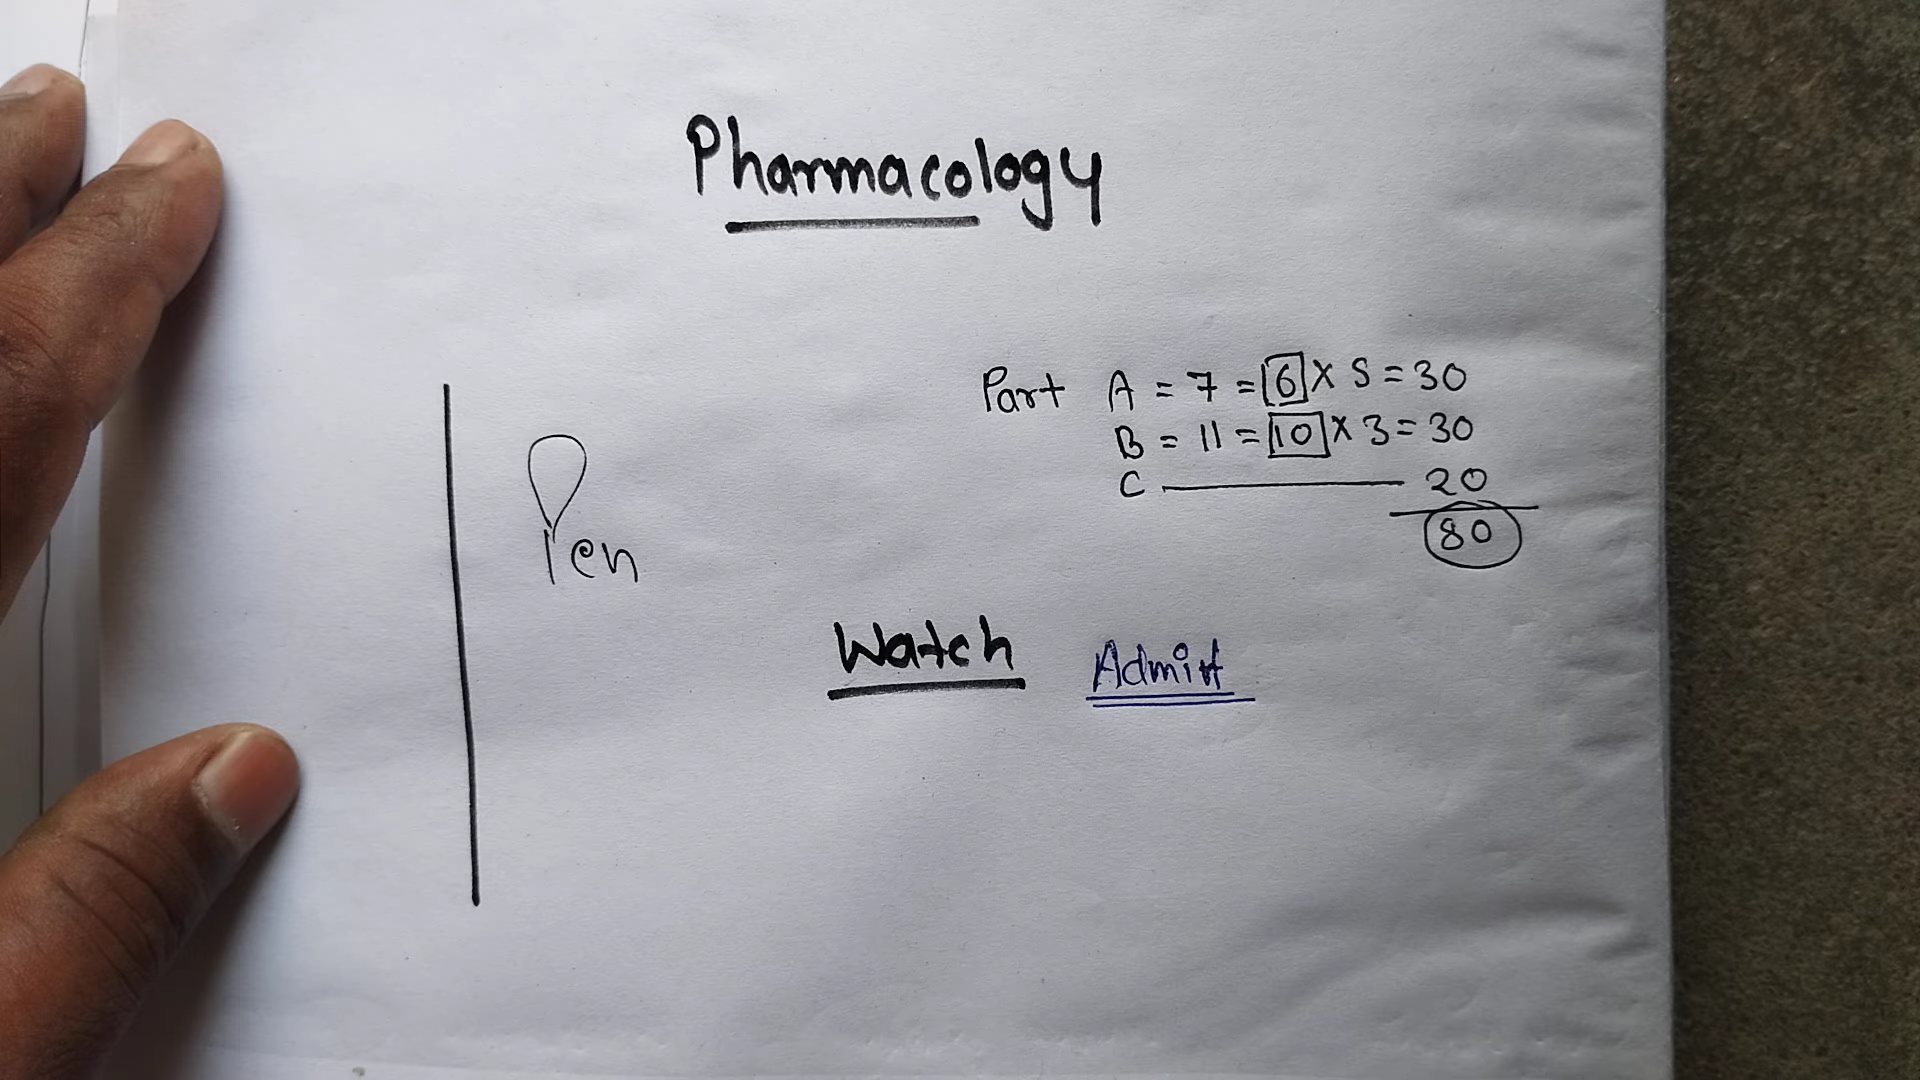 Pharmacology
Part A = 7 = 6 X 5 = 30
B = 11 = 10 X 3 = 30
C 20
80
Pen
Watch Admit